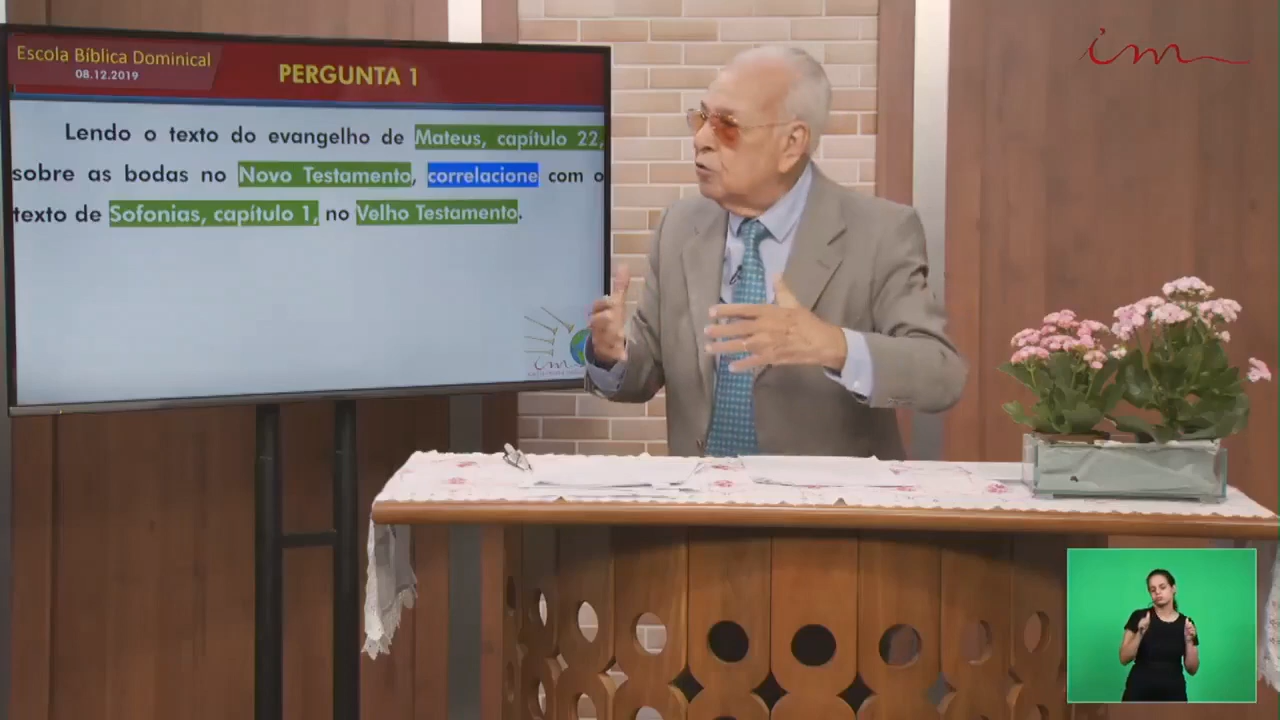 Escola Bíblica Dominical
08.12.2019
PERGUNTA 1
Lendo o texto do evangelho de Mateus, capítulo 22,
sobre as bodas no Novo Testamento, correlacione com o
texto de Sofonias, capítulo 1, no Velho Testamento.
im
im